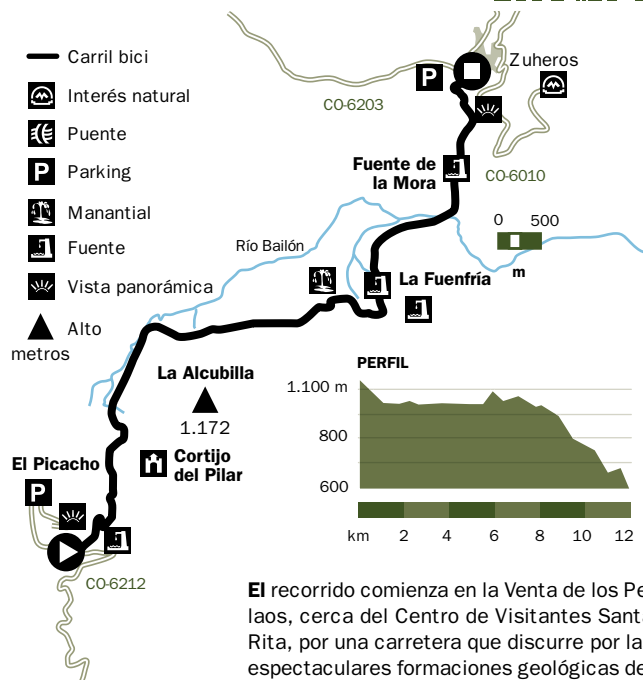 Carril bici
Interés natural
Puente
P Parking
Manantial
Fuente
Vista panorámica
Alto
metros
Zuheros
P
CO-6203
Fuente de
la Mora
CO-6010
0 500
m
Río Bailón
La Fuenfría
La Alcubilla
1.172
El Picacho
P
Cortijo
del Pilar
CO-6212
PERFIL
1.100 m
800
600
km 2 4 6 8 10 12
El recorrido comienza en la Venta de los Pe
laos, cerca del Centro de Visitantes Sant
Rita, por una carretera que discurre por la
espectaculares formaciones geológicas de